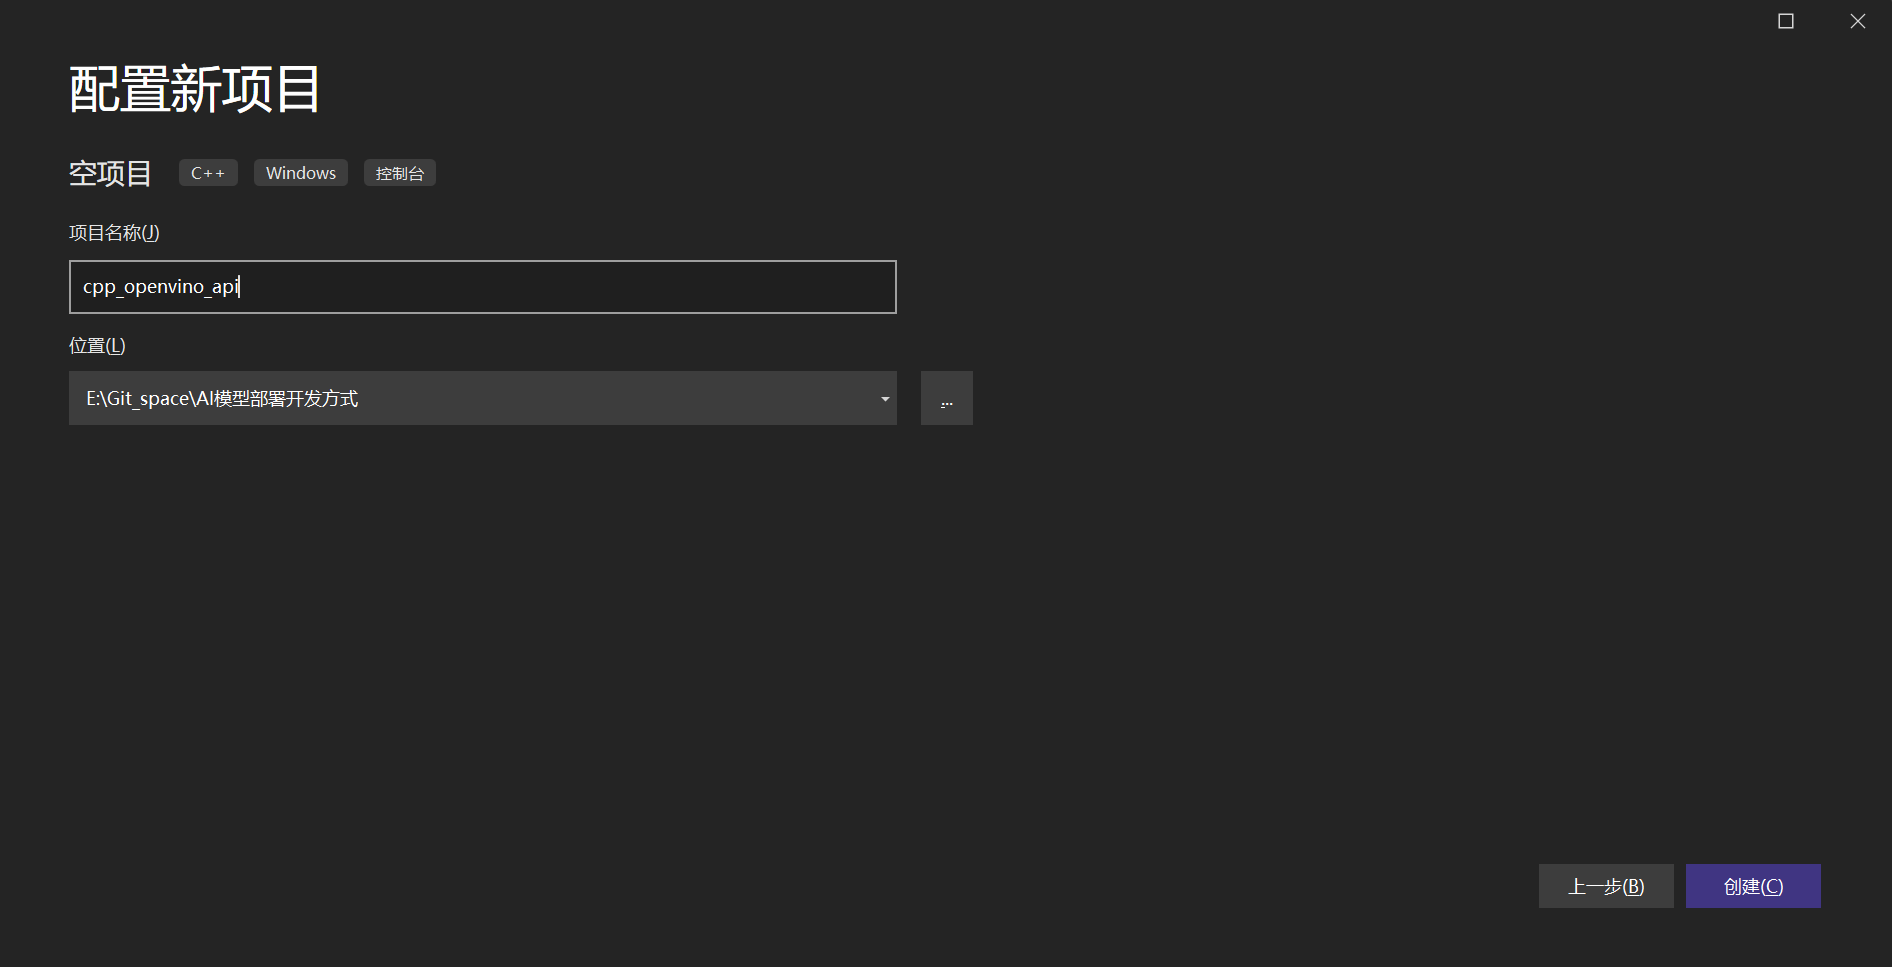 配置新项目
空项目 C++ Windows 控制台
项目名称(J)
cpp_openvino_api
位置(L)
E:\Git_space\AI模型部署开发方式
...
上一步(B) 创建(C)